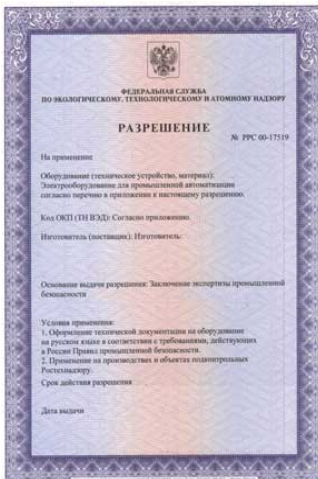 ФЕДЕРАЛЬНАЯ СЛУЖБА
ПО ЭКОЛОГИЧЕСКОМУ, ТЕХНОЛОГИЧЕСКОМУ И АТОМНОМУ НАДЗОРУ
РАЗРЕШЕНИЕ
№ РРС 00-17519
На применение
Оборудование (техническое устройство, материал):
Электрооборудование для промышленной автоматизации
согласно перечню в приложении к настоящему разрешению.
Код ОКП (ТН ВЭД): Согласно приложению.
Изготовитель (поставщик): Изготовитель:
Основание выдачи разрешения: Заключение экспертизы промышленной
безопасности
Условия применения:
1. Оформление технической документации на оборудование
на русском языке в соответствии с требованиями, действующих
в России Правил промышленной безопасности.
2. Применение на производствах и объектах подконтрольных
Ростехнадзору.
Срок действия разрешения
Дата выдачи